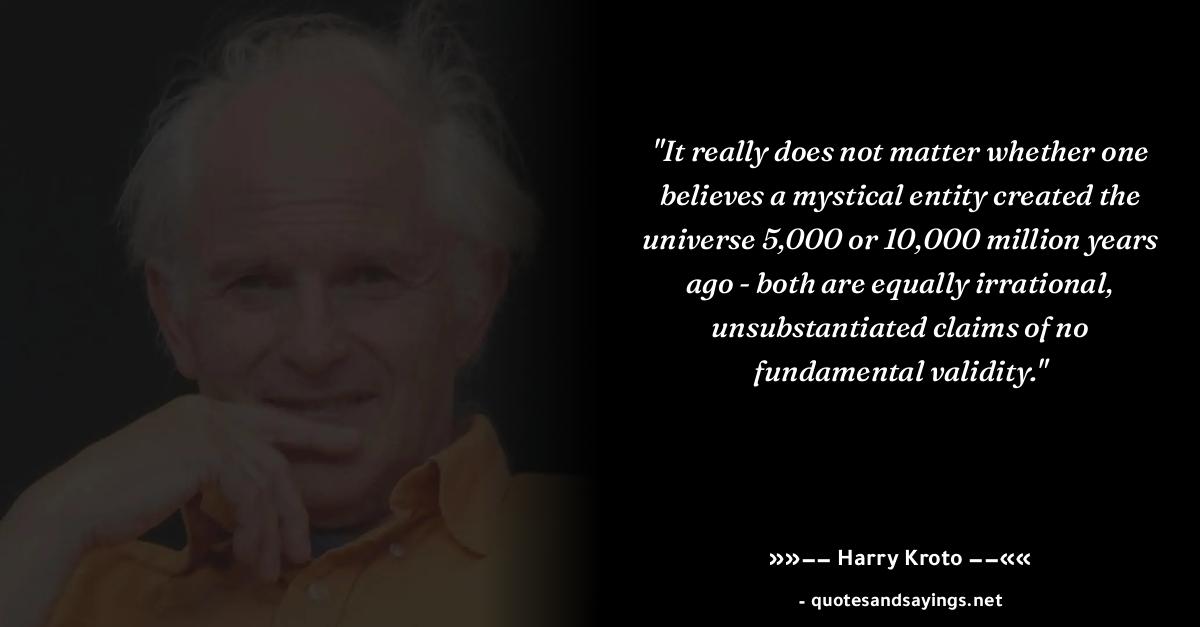 "It really does not matter whether one
believes a mystical entity created the
universe 5,000 or 10,000 million years
ago - both are equally irrational,
unsubstantiated claims of no
fundamental validity."
»»−− Harry Kroto −−««
- quotesandsayings.net